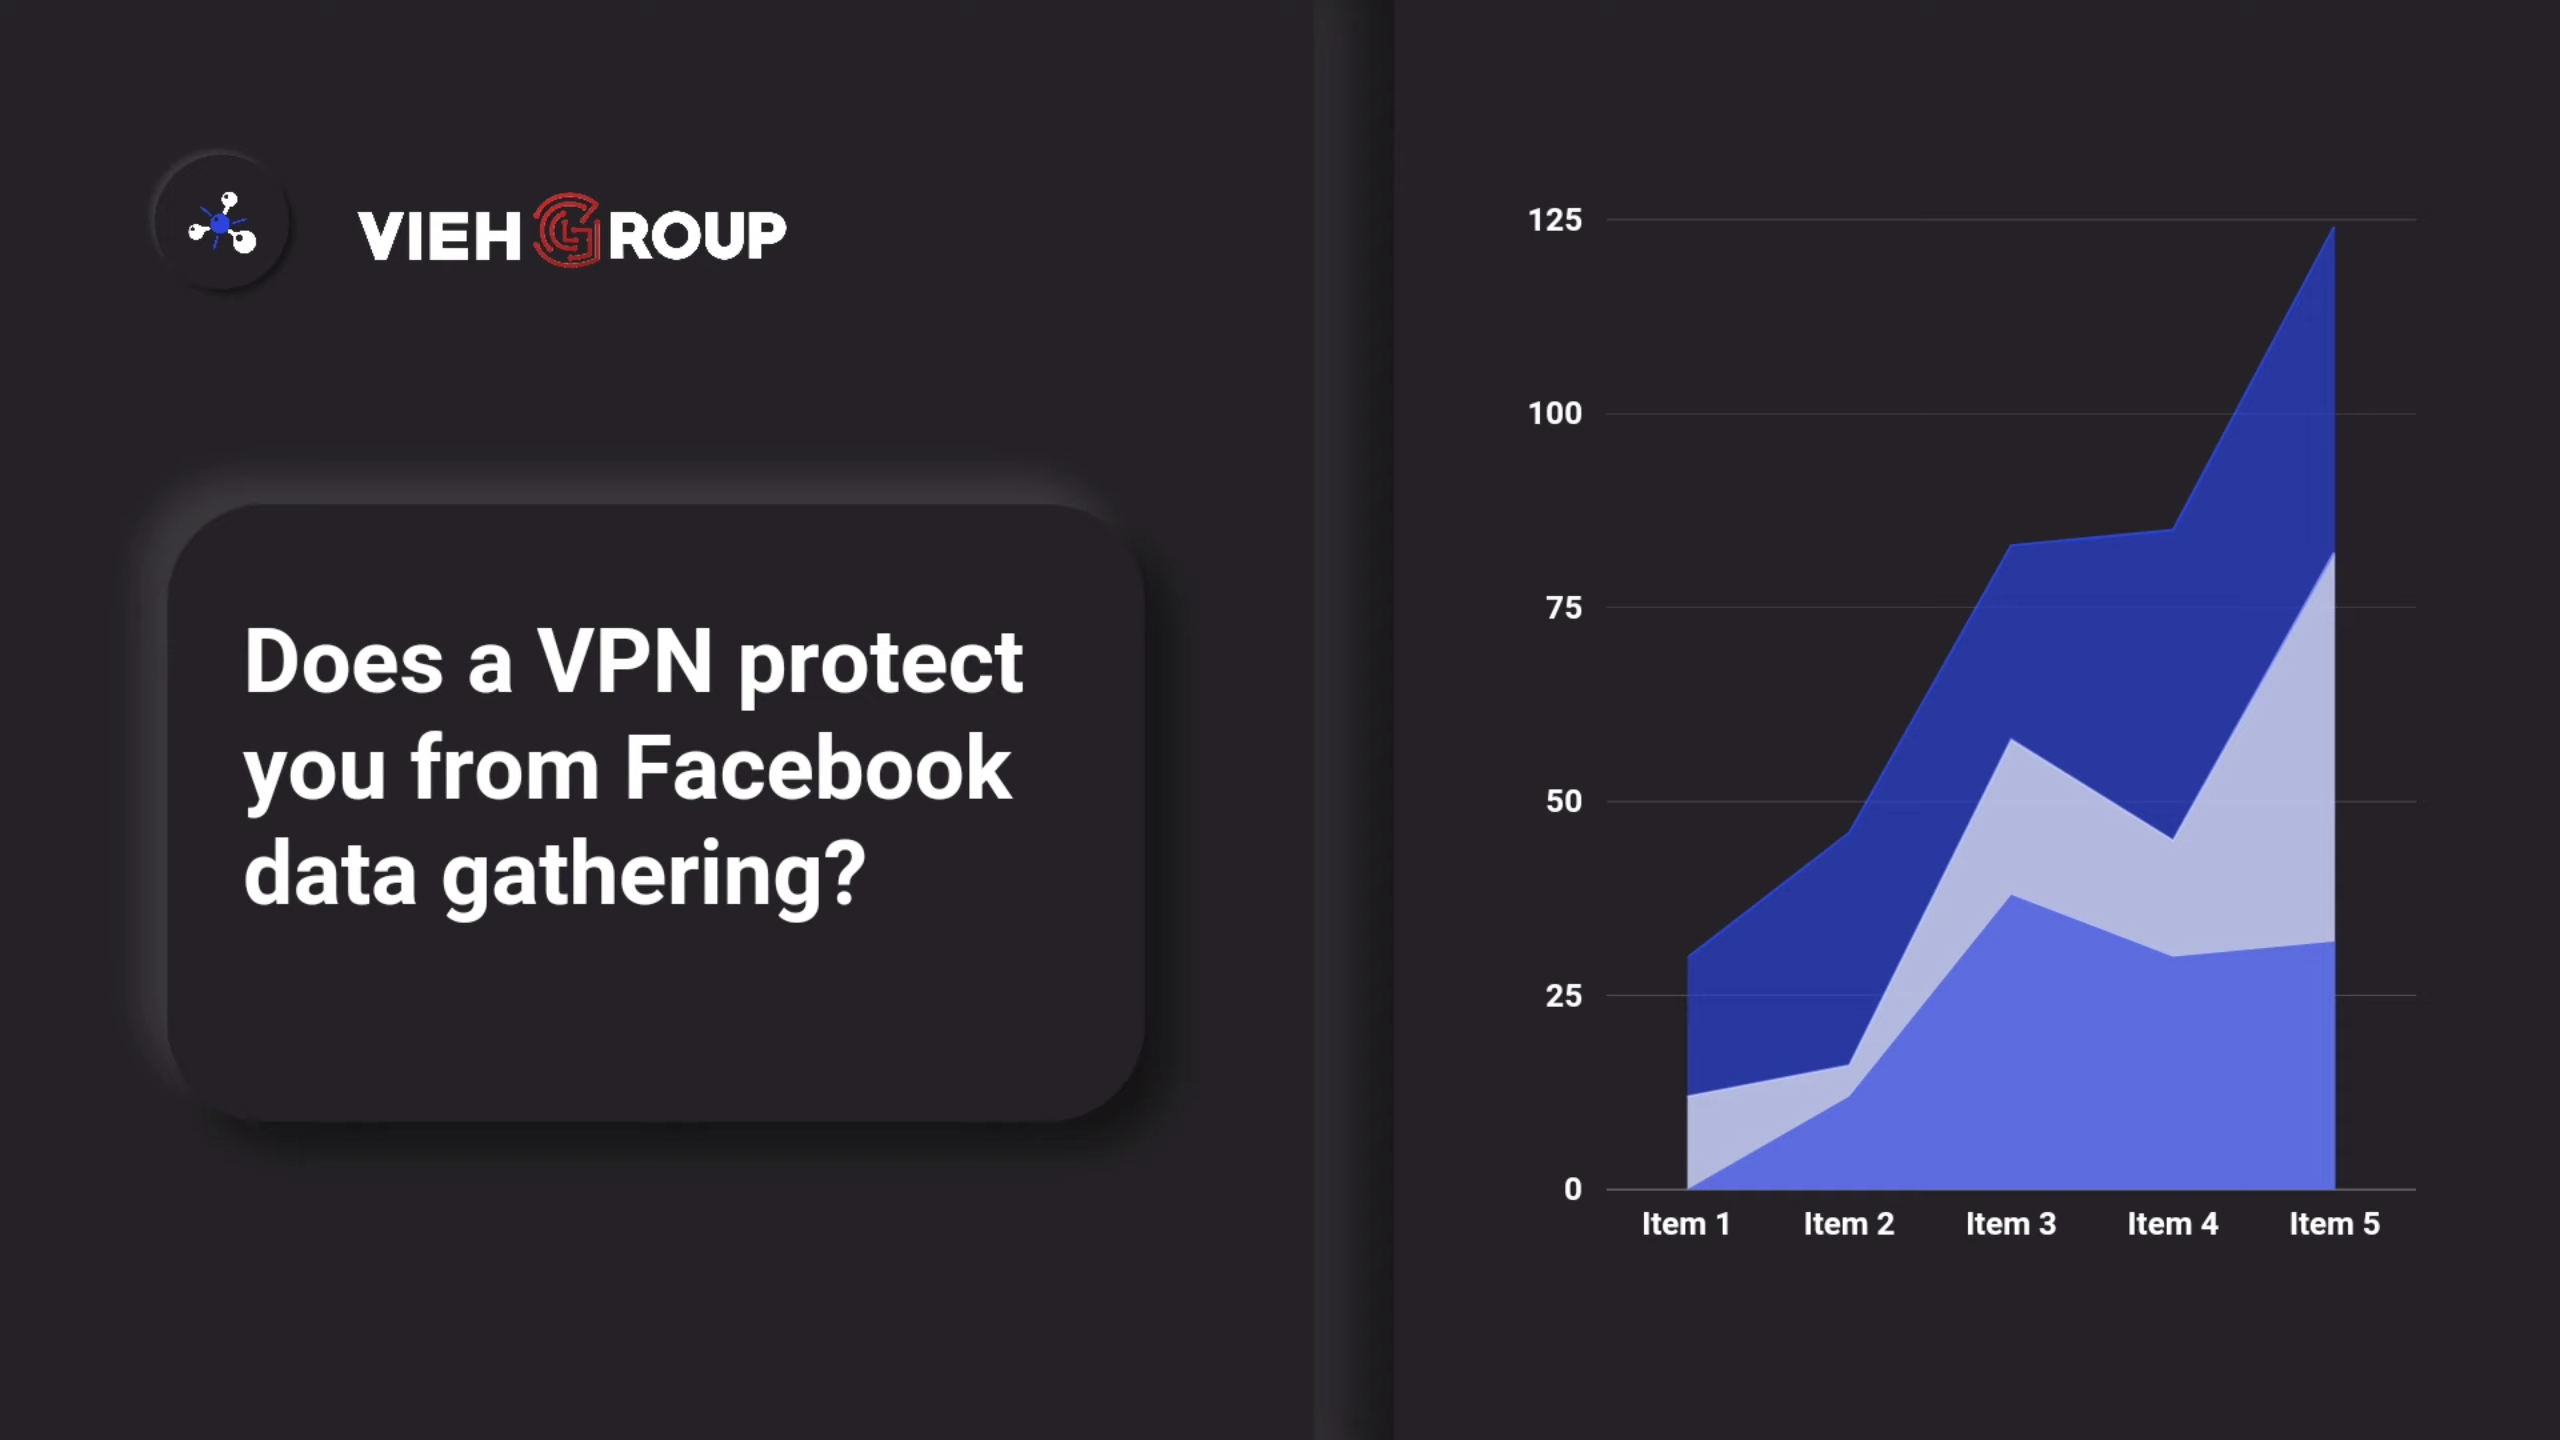 VIEH GROUP
Does a VPN protect
you from Facebook
data gathering?
125
100
75
50
25
0
Item 1 Item 2 Item 3 Item 4 Item 5